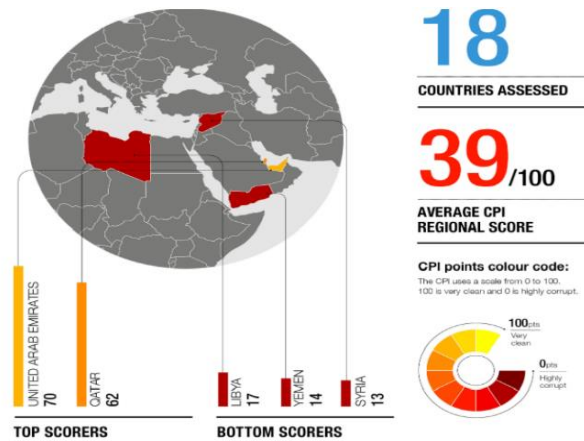 18
COUNTRIES ASSESSED
39/100
AVERAGE CPI
REGIONAL SCORE
CPI points colour code:
The CPI uses a scale from 0 to 100.
100 is very clean and 0 is highly corrupt.
100pts
Very
clean
0pts
Highly
corrupt
UNITED ARAB EMIRATES
70
QATAR
62
LIBYA
17
YEMEN
14
SYRIA
13
TOP SCORERS
BOTTOM SCORERS